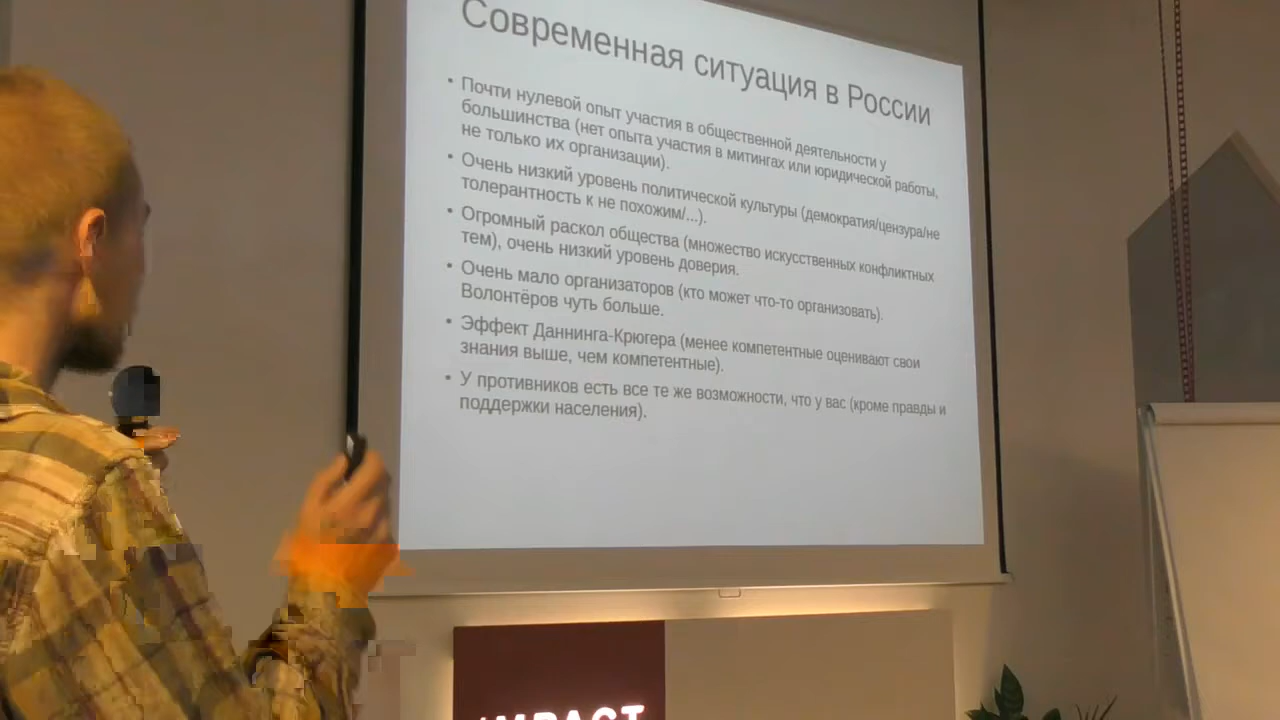 Современная ситуация в России
• Почти нулевой опыт участия в общественной деятельности у
большинства (нет опыта участия в митингах или юридической работы,
не только их организации).
• Очень низкий уровень политической культуры (демократия/цензура/не
толерантность к не похожим/...).
• Огромный раскол общества (множество искусственных конфликтных
тем), очень низкий уровень доверия.
• Очень мало организаторов (кто может что-то организовать).
Волонтёров чуть больше.
• Эффект Даннинга-Крюгера (менее компетентные оценивают свои
знания выше, чем компетентные).
• У противников есть все те же возможности, что у вас (кроме правды и
поддержки населения).
IMPACT